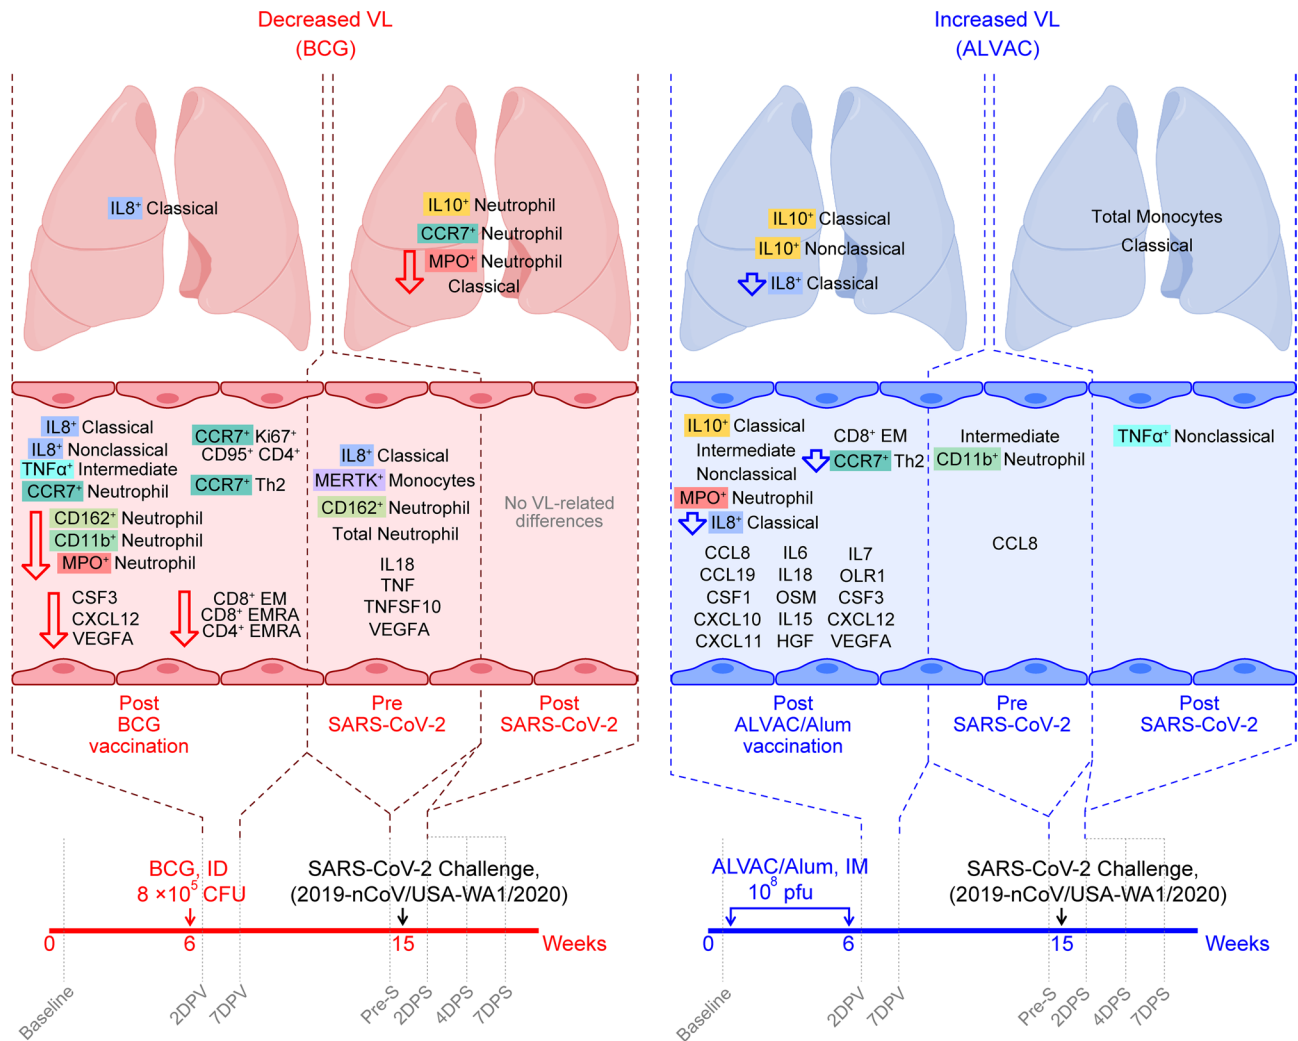 Decreased VL
(BCG)
IL8⁺ Classical
IL10⁺ Neutrophil
CCR7⁺ Neutrophil
MPO⁺ Neutrophil
Classical
IL8⁺ Classical
IL8⁺ Nonclassical
TNFα⁺ Intermediate
CCR7⁺ Neutrophil
CD162⁺ Neutrophil
CD11b⁺ Neutrophil
MPO⁺ Neutrophil
CSF3
CXCL12
VEGFA
CCR7⁺ Ki67⁺
CD95⁺ CD4⁺
CCR7⁺ Th2
CD8⁺ EM
CD8⁺ EMRA
CD4⁺ EMRA
IL8⁺ Classical
MERTK⁺ Monocytes
CD162⁺ Neutrophil
Total Neutrophil
IL18
TNF
TNFSF10
VEGFA
No VL-related
differences
Post
BCG
vaccination
Pre
SARS-CoV-2
Post
SARS-CoV-2
BCG, ID
8 ×10⁵ CFU
SARS-CoV-2 Challenge,
(2019-nCoV/USA-WA1/2020)
0
6
15
Weeks
Baseline
2DPV
7DPV
Pre-S
2DPS
4DPS
7DPS
Increased VL
(ALVAC)
IL10⁺ Classical
IL10⁺ Nonclassical
IL8⁺ Classical
Total Monocytes
Classical
IL10⁺ Classical
Intermediate
Nonclassical
MPO⁺ Neutrophil
IL8⁺ Classical
CD8⁺ EM
CCR7⁺ Th2
CCL8 IL6 IL7
CCL19 IL18 OLR1
CSF1 OSM CSF3
CXCL10 IL15 CXCL12
CXCL11 HGF VEGFA
Intermediate
CD11b⁺ Neutrophil
CCL8
TNFα⁺ Nonclassical
Post
ALVAC/Alum
vaccination
Pre
SARS-CoV-2
Post
SARS-CoV-2
ALVAC/Alum, IM
10⁸ pfu
SARS-CoV-2 Challenge,
(2019-nCoV/USA-WA1/2020)
0
6
15
Weeks
Baseline
2DPV
7DPV
Pre-S
2DPS
4DPS
7DPS